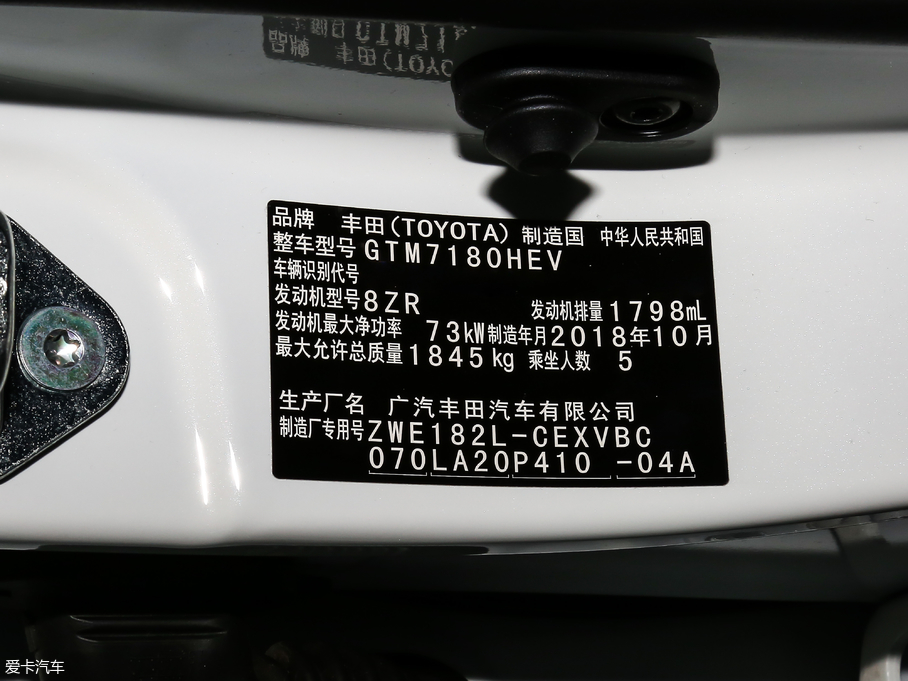 品牌 丰田(TOYOTA) 制造国 中华人民共和国
整车型号 GTM7180HEV
车辆识别代号
发动机型号 8ZR 发动机排量 1798mL
发动机最大净功率 73kW 制造年月 2018年10月
最大允许总质量 1845kg 乘坐人数 5
生产厂名 广汽丰田汽车有限公司
制造厂专用号 ZWE182L-CEXVBC
070LA20P410 -04A
爱卡汽车